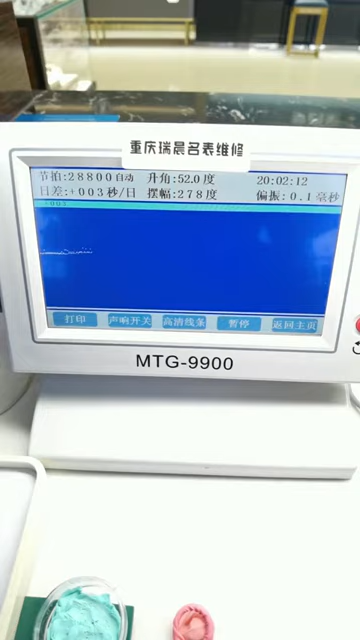 重庆瑞晨名表维修
节拍:28800自动 升角:52.0度 20:02:12
日差:+003秒/日 摆幅:278度 偏振:0.1毫秒
+003
打印 声响开关 高清线条 暂停 返回主页
MTG-9900